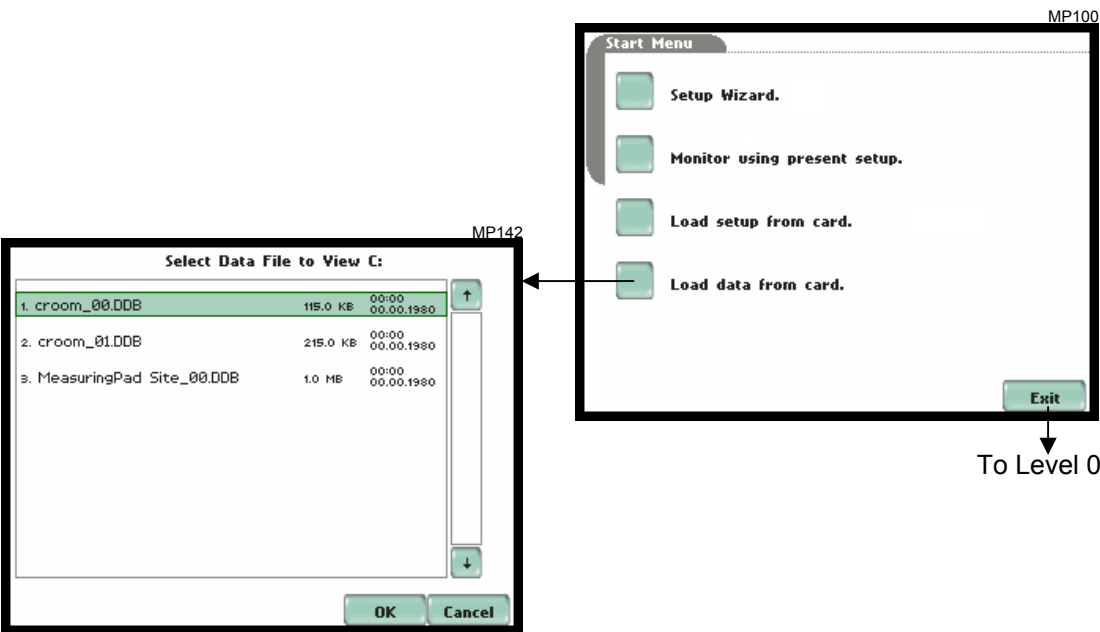 MP100
Start Menu
Setup Wizard.
Monitor using present setup.
Load setup from card.
Load data from card.
Exit
To Level 0
MP142
Select Data File to View C:
1. croom_00.DDB 115.0 KB 00:00 00.00.1980
2. croom_01.DDB 215.0 KB 00:00 00.00.1980
3. MeasuringPad Site_00.DDB 1.0 MB 00:00 00.00.1980
OK Cancel